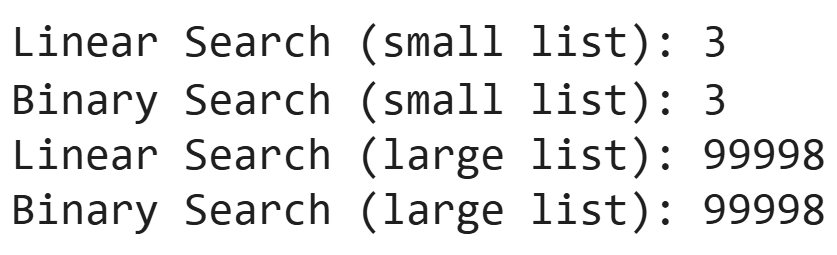 Linear Search (small list): 3
Binary Search (small list): 3
Linear Search (large list): 99998
Binary Search (large list): 99998